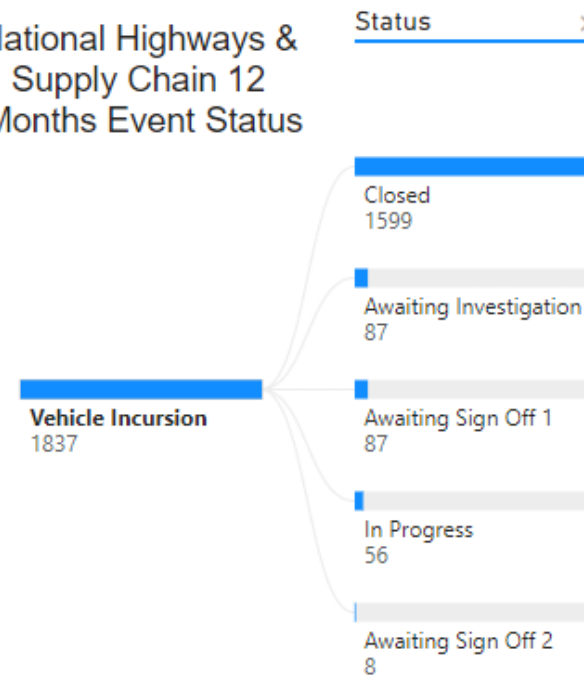 ational Highways &
Supply Chain 12
Months Event Status
Status
Closed
1599
Awaiting Investigation
87
Vehicle Incursion
1837
Awaiting Sign Off 1
87
In Progress
56
Awaiting Sign Off 2
8